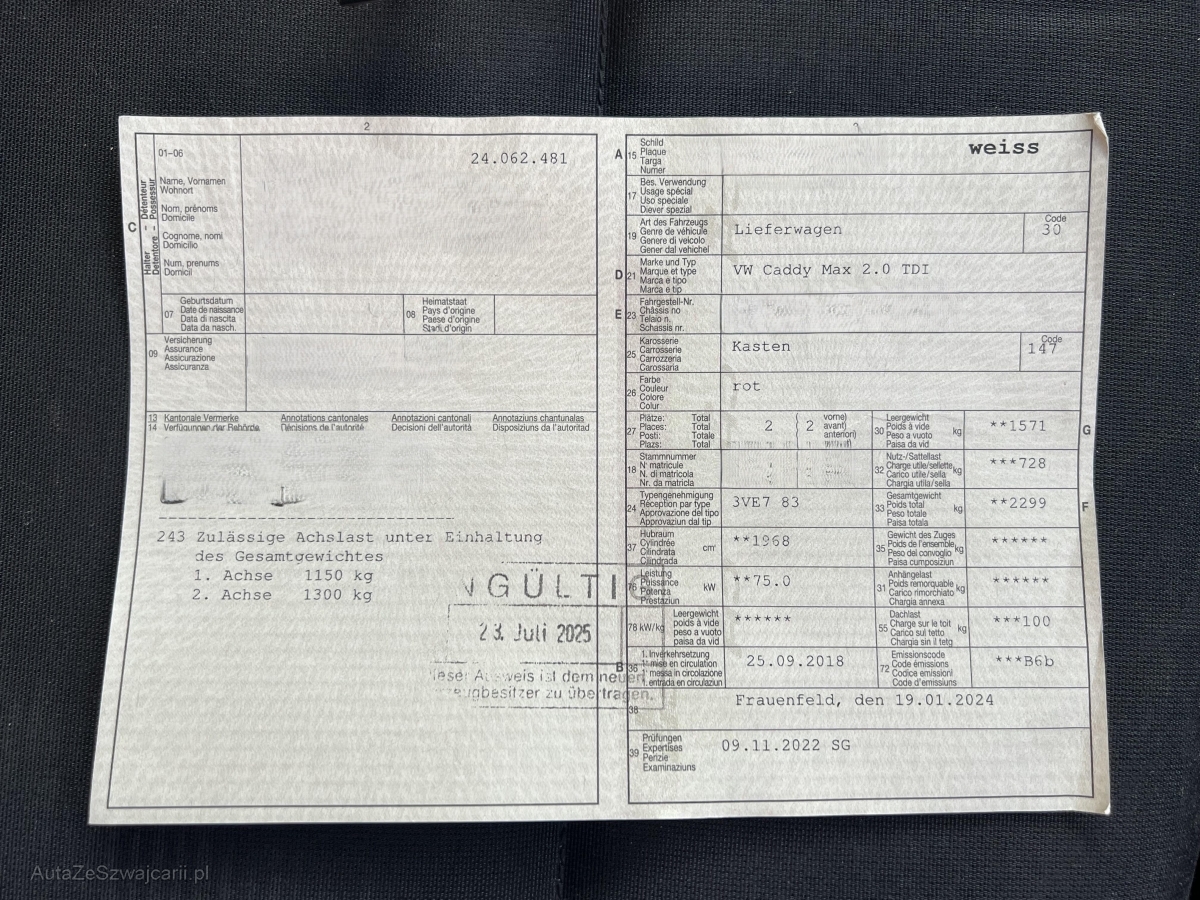 2
01-06
24.062.481
C
Halter - Détenteur
Detentore - Possessur
Name, Vornamen
Wohnort
Nom, prénoms
Domicile
Cognome, nomi
Domicilio
Num, prenums
Domicil
07
Geburtsdatum
Date de naissance
Data di nascita
Data da nasch.
08
Heimatstaat
Pays d'origine
Paese d'origine
Stadi d'origin
09
Versicherung
Assurance
Assicurazione
Assicuranza
13 Kantonale Vermerke Annotations cantonales Annotazioni cantonali Annotaziuns chantunalas
14 Verfügungen der Behörde Décisions de l'autorité Decisioni dell'autorità Disposiziuns da l'autoritad
243 Zulässige Achslast unter Einhaltung
des Gesamtgewichtes
1. Achse 1150 kg
2. Achse 1300 kg
GÜLTIG
23. Juli 2025
ieser Ausweis ist dem neuen
zeugbesitzer zu übertragen.
A
15
Schild
Plaque
Targa
Numer
weiss
17
Bes. Verwendung
Usage spécial
Uso speciale
Diever spezial
19
Art des Fahrzeugs
Genre de véhicule
Genere di veicolo
Gener dal vehichel
Lieferwagen
Code
30
D
21
Marke und Typ
Marque et type
Marca e tipo
Marca e tip
VW Caddy Max 2.0 TDI
E
23
Fahrgestell-Nr.
Châssis no
Telaio n.
Schassis nr.
25
Karosserie
Carrosserie
Carrozzeria
Carossaria
Kasten
Code
147
26
Farbe
Couleur
Colore
Colur
rot
27
Plätze: Total
Places: Total
Posti: Totale
Plazs: Total
2 ( 2
vorne)
avant)
anteriori)
30
Leergewicht
Poids à vide
Peso a vuoto
Paisa da vid
kg
**1571
G
18
Stammnummer
N° matricule
N. di matricola
Nr. da matricla
32
Nutz-/Sattellast
Charge utile/sellette
Carico utile/sella
Chargia utila/sella
kg
***728
24
Typengenehmigung
Réception par type
Approvazione del tipo
Approvaziun dal tip
3VE7 83
33
Gesamtgewicht
Poids total
Peso totale
Paisa totala
kg
**2299
F
37
Hubraum
Cylindrée
Cilindrata
Cilindrada
cm³
**1968
35
Gewicht des Zuges
Poids de l'ensemble
Peso del convoglio
Paisa cumposiziun
kg
******
76
Leistung
Puissance
Potenza
Prestaziun
kW
**75.0
31
Anhängelast
Poids remorquable
Carico rimorchiato
Chargia annexa
kg
******
78 kW/kg
Leergewicht
poids à vide
peso a vuoto
paisa da vid
******
55
Dachlast
Charge sur le toit
Carico sul tetto
Chargia sin il tetg
kg
***100
B
36
1. Inverkehrsetzung
1re mise en circulation
1a messa in circolazione
1. entrada en circulaziun
25.09.2018
72
Emissionscode
Code émissions
Codice emissioni
Code d'emissiuns
***B6b
38
Frauenfeld, den 19.01.2024
39
Prüfungen
Expertises
Perizie
Examinaziuns
09.11.2022 SG
AutaZeSzwajcarii.pl